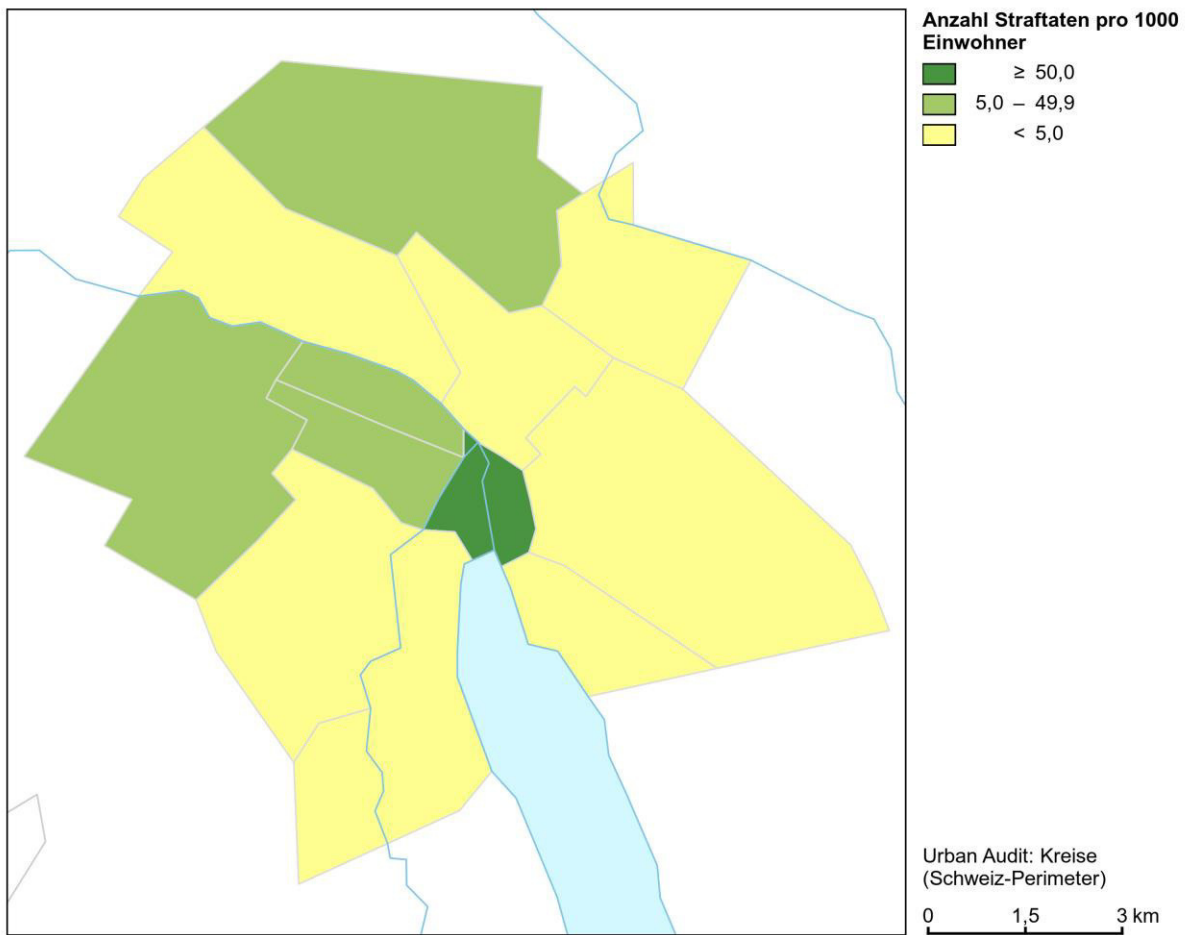 Anzahl Straftaten pro 1000
Einwohner
≥ 50,0
5,0 – 49,9
< 5,0
Urban Audit: Kreise
(Schweiz-Perimeter)
0 1,5 3 km